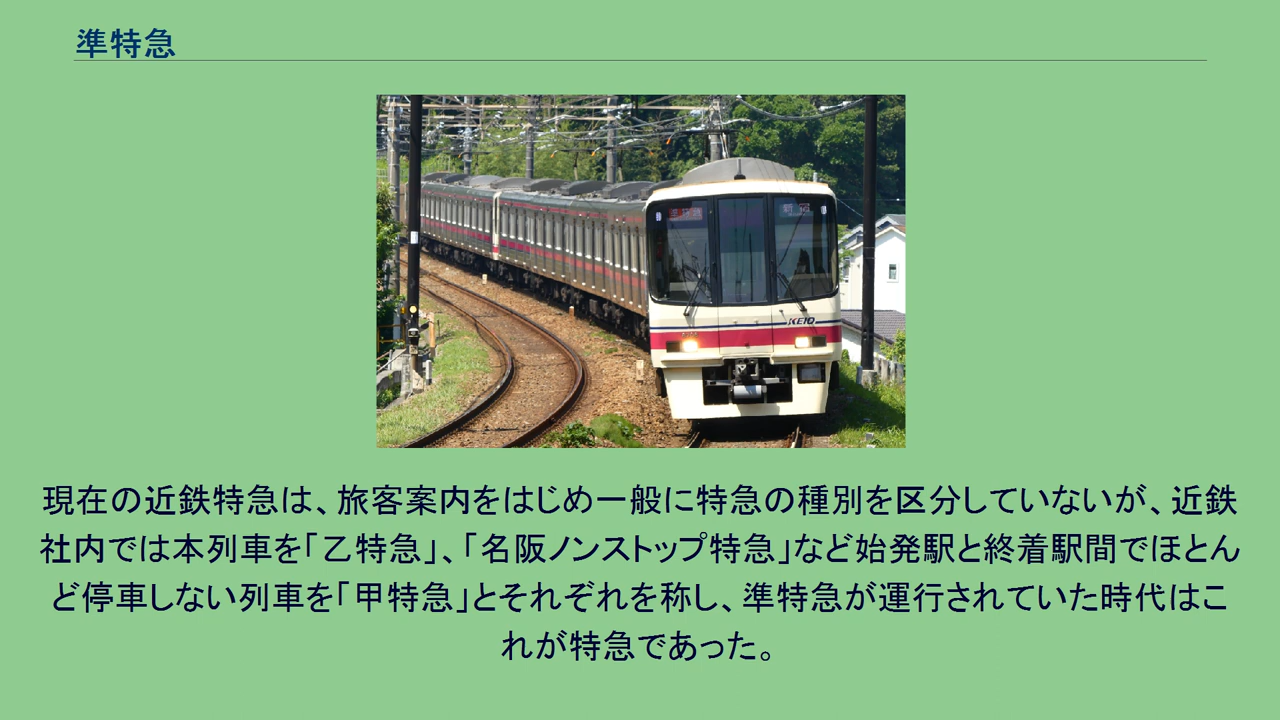 準特急
準特急
新宿
KEIO
現在の近鉄特急は、旅客案内をはじめ一般に特急の種別を区分していないが、近鉄
社内では本列車を「乙特急」、「名阪ノンストップ特急」など始発駅と終着駅間でほとん
ど停車しない列車を「甲特急」とそれぞれを称し、準特急が運行されていた時代はこ
れが特急であった。